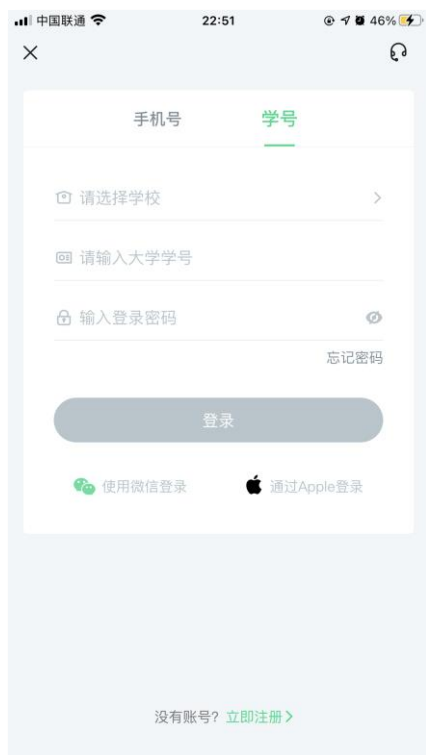 中国联通 22:51 46%
手机号 学号
请选择学校
请输入大学学号
输入登录密码
忘记密码
登录
使用微信登录 通过Apple登录
没有账号? 立即注册